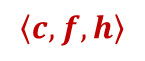 ⟨c, f, h⟩